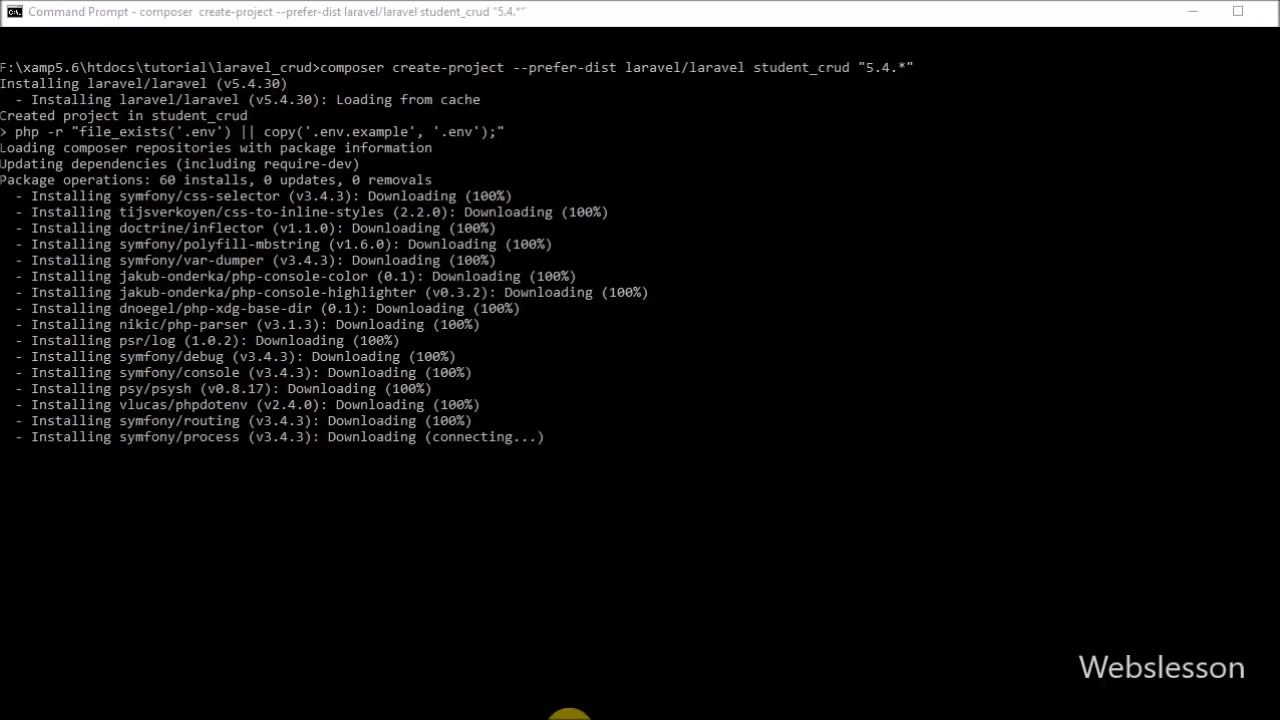 Command Prompt - composer  create-project --prefer-dist laravel/laravel student_crud "5.4.*"
F:\xamp5.6\htdocs\tutorial\laravel_crud>composer create-project --prefer-dist laravel/laravel student_crud "5.4.*"
Installing laravel/laravel (v5.4.30)
  - Installing laravel/laravel (v5.4.30): Loading from cache
Created project in student_crud
> php -r "file_exists('.env') || copy('.env.example', '.env');"
Loading composer repositories with package information
Updating dependencies (including require-dev)
Package operations: 60 installs, 0 updates, 0 removals
  - Installing symfony/css-selector (v3.4.3): Downloading (100%)
  - Installing tijsverkoyen/css-to-inline-styles (2.2.0): Downloading (100%)
  - Installing doctrine/inflector (v1.1.0): Downloading (100%)
  - Installing symfony/polyfill-mbstring (v1.6.0): Downloading (100%)
  - Installing symfony/var-dumper (v3.4.3): Downloading (100%)
  - Installing jakub-onderka/php-console-color (0.1): Downloading (100%)
  - Installing jakub-onderka/php-console-highlighter (v0.3.2): Downloading (100%)
  - Installing dnoegel/php-xdg-base-dir (0.1): Downloading (100%)
  - Installing nikic/php-parser (v3.1.3): Downloading (100%)
  - Installing psr/log (1.0.2): Downloading (100%)
  - Installing symfony/debug (v3.4.3): Downloading (100%)
  - Installing symfony/console (v3.4.3): Downloading (100%)
  - Installing psy/psysh (v0.8.17): Downloading (100%)
  - Installing vlucas/phpdotenv (v2.4.0): Downloading (100%)
  - Installing symfony/routing (v3.4.3): Downloading (100%)
  - Installing symfony/process (v3.4.3): Downloading (connecting...)
Webslesson